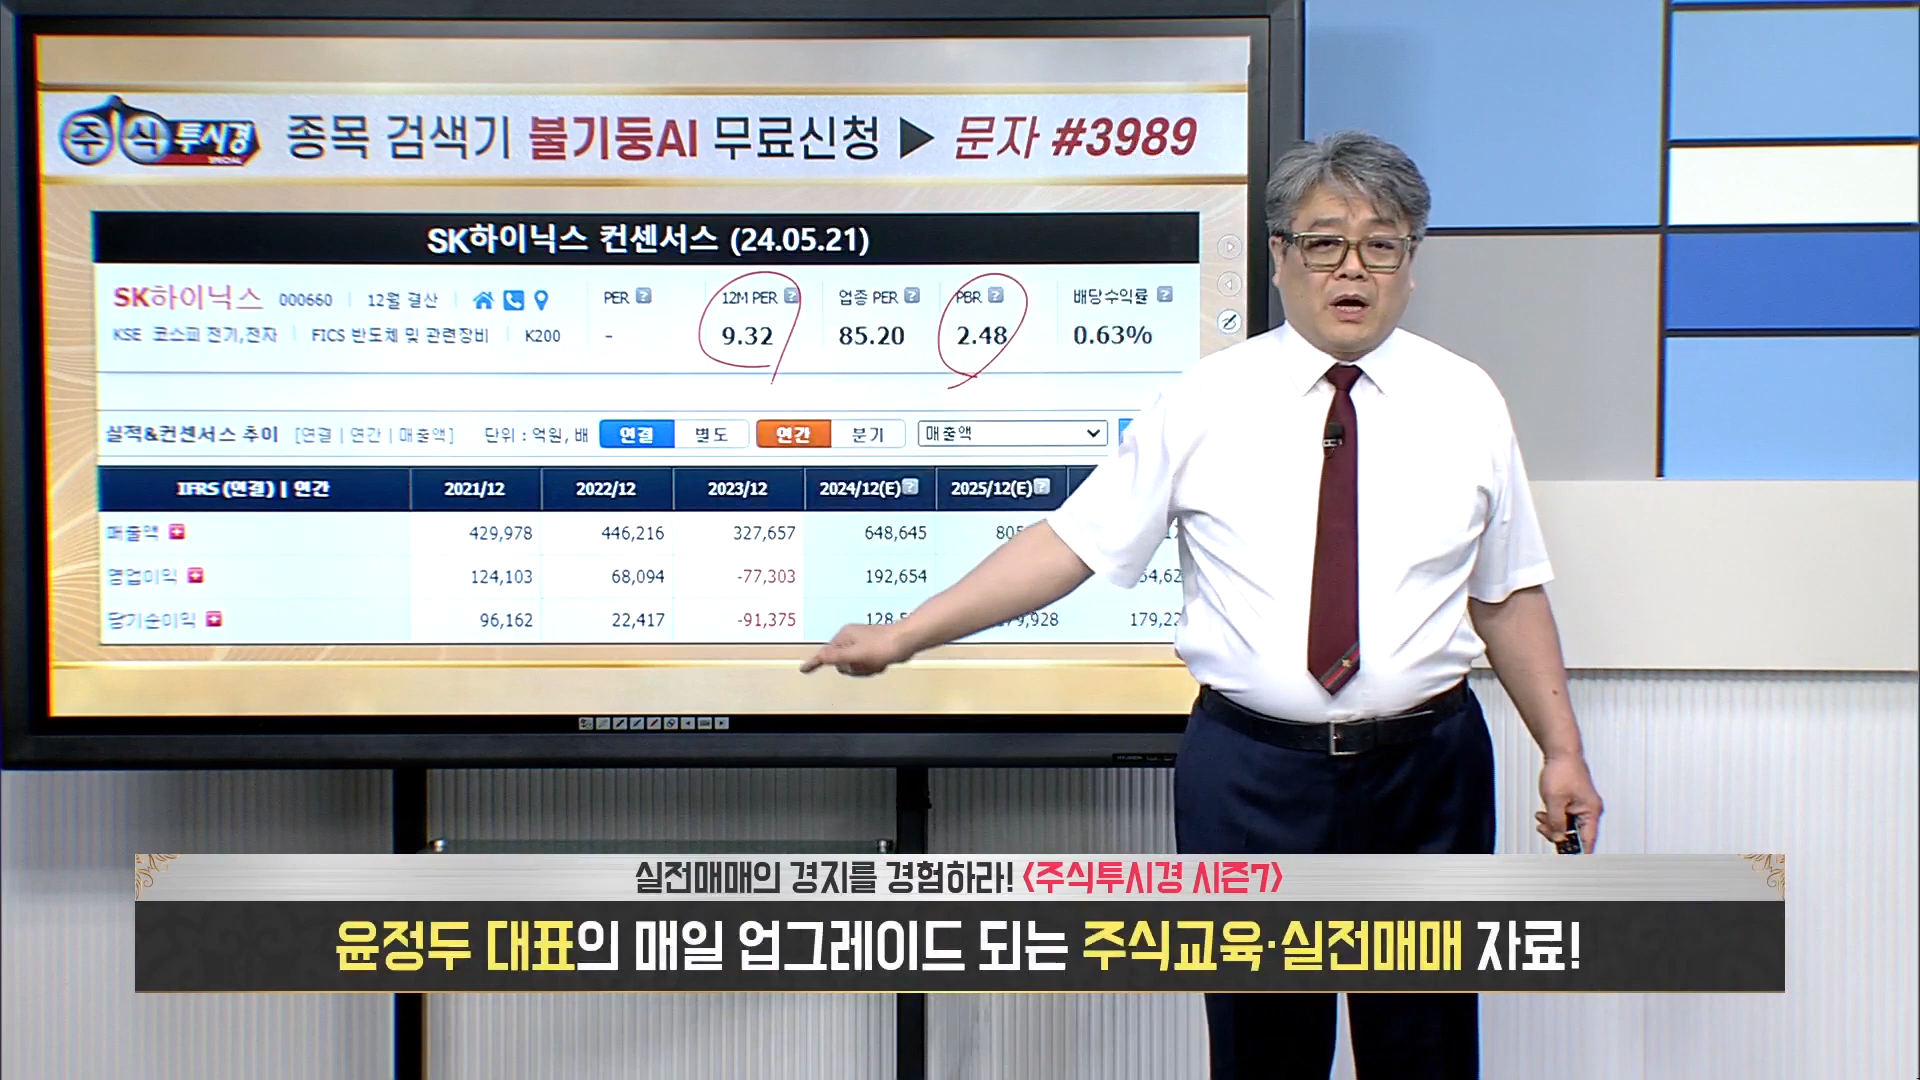 주식투시경 SPECIAL 종목 검색기 불기둥AI 무료신청 ▶ 문자 #3989
SK하이닉스 컨센서스 (24.05.21)
SK하이닉스 000660 12월 결산 PER 12M PER 업종 PER PBR 배당수익률
KSE 코스피 전기,전자 FICS 반도체 및 관련장비 K200 - 9.32 85.20 2.48 0.63%
실적&컨센서스 추이 [연결 | 연간 | 매출액] 단위 : 억원, 배 연결 별도 연간 분기 매출액
IFRS (연결) | 연간 2021/12 2022/12 2023/12 2024/12(E) 2025/12(E)
매출액 429,978 446,216 327,657 648,645
영업이익 124,103 68,094 -77,303 192,654
당기순이익 96,162 22,417 -91,375
실전매매의 경지를 경험하라! <주식투시경 시즌7>
윤정두 대표의 매일 업그레이드 되는 주식교육·실전매매 자료!